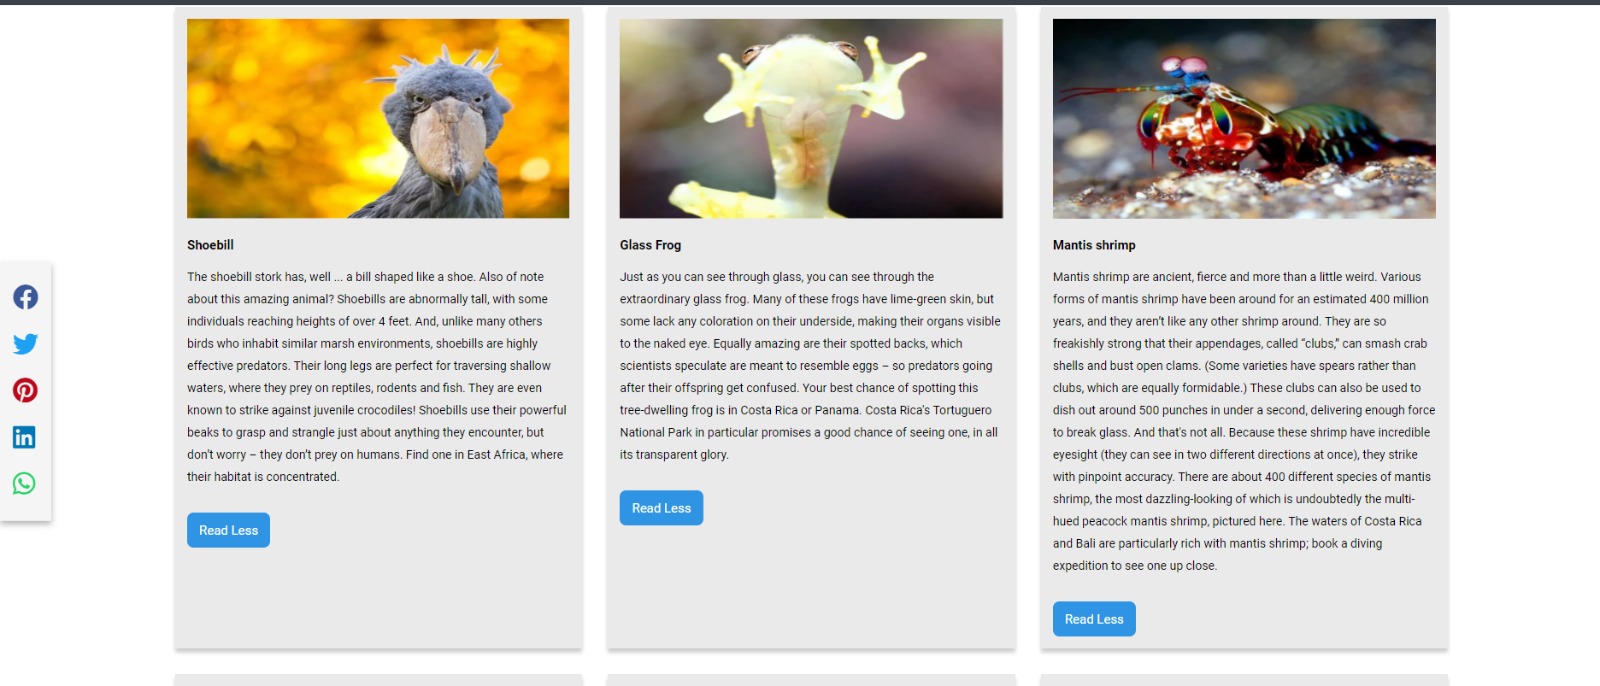 Shoebill
The shoebill stork has, well ... a bill shaped like a shoe. Also of note
about this amazing animal? Shoebills are abnormally tall, with some
individuals reaching heights of over 4 feet. And, unlike many others
birds who inhabit similar marsh environments, shoebills are highly
effective predators. Their long legs are perfect for traversing shallow
waters, where they prey on reptiles, rodents and fish. They are even
known to strike against juvenile crocodiles! Shoebills use their powerful
beaks to grasp and strangle just about anything they encounter, but
don’t worry – they don’t prey on humans. Find one in East Africa, where
their habitat is concentrated.
Read Less
Glass Frog
Just as you can see through glass, you can see through the
extraordinary glass frog. Many of these frogs have lime-green skin, but
some lack any coloration on their underside, making their organs visible
to the naked eye. Equally amazing are their spotted backs, which
scientists speculate are meant to resemble eggs – so predators going
after their offspring get confused. Your best chance of spotting this
tree-dwelling frog is in Costa Rica or Panama. Costa Rica’s Tortuguero
National Park in particular promises a good chance of seeing one, in all
its transparent glory.
Read Less
Mantis shrimp
Mantis shrimp are ancient, fierce and more than a little weird. Various
forms of mantis shrimp have been around for an estimated 400 million
years, and they aren’t like any other shrimp around. They are so
freakishly strong that their appendages, called “clubs,” can smash crab
shells and bust open clams. (Some varieties have spears rather than
clubs, which are equally formidable.) These clubs can also be used to
dish out around 500 punches in under a second, delivering enough force
to break glass. And that's not all. Because these shrimp have incredible
eyesight (they can see in two different directions at once), they strike
with pinpoint accuracy. There are about 400 different species of mantis
shrimp, the most dazzling-looking of which is undoubtedly the multi-
hued peacock mantis shrimp, pictured here. The waters of Costa Rica
and Bali are particularly rich with mantis shrimp; book a diving
expedition to see one up close.
Read Less